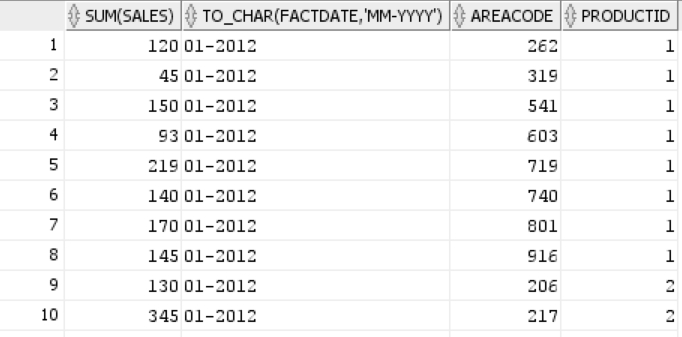 SUM(SALES) TO_CHAR(FACTDATE,'MM-YYYY') AREACODE PRODUCTID
1 120 01-2012 262 1
2 45 01-2012 319 1
3 150 01-2012 541 1
4 93 01-2012 603 1
5 219 01-2012 719 1
6 140 01-2012 740 1
7 170 01-2012 801 1
8 145 01-2012 916 1
9 130 01-2012 206 2
10 345 01-2012 217 2